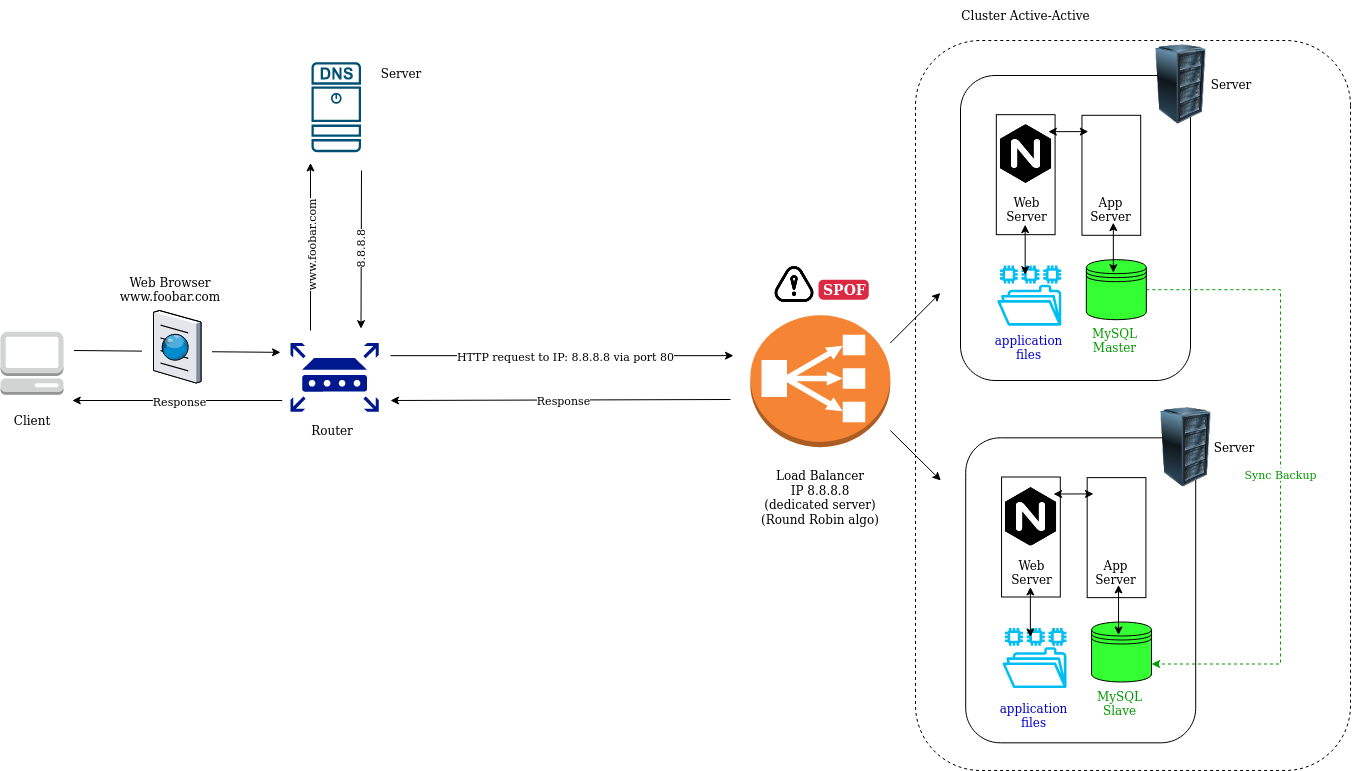 Cluster Active-Active
DNS
Server
Server
N
Web
Server
App
Server
www.foobar.com
8.8.8.8
Web Browser
www.foobar.com
SPOF
application
files
MySQL
Master
HTTP request to IP: 8.8.8.8 via port 80
Response
Response
Client
Router
Load Balancer
IP 8.8.8.8
(dedicated server)
(Round Robin algo)
Server
Sync Backup
N
Web
Server
App
Server
application
files
MySQL
Slave